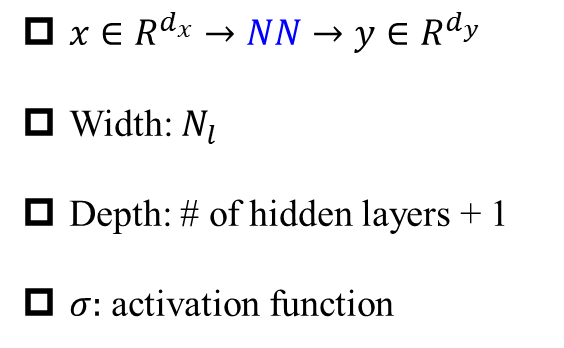 x ∈ R^{d_x} → NN → y ∈ R^{d_y}
Width: N_l
Depth: # of hidden layers + 1
σ: activation function